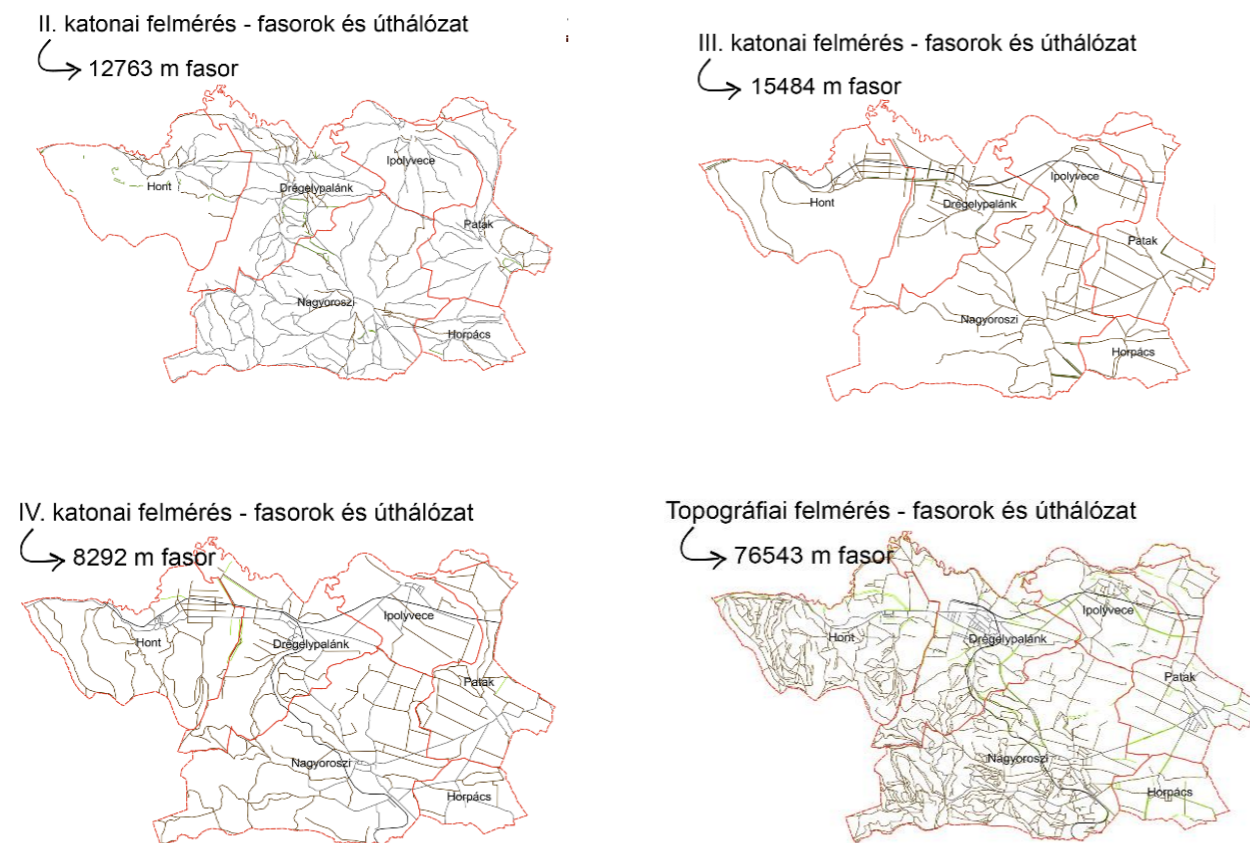 II. katonai felmérés - fasorok és úthálózat
12763 m fasor
Ipolyvece
Hont
Drégelypalánk
Patak
Nagyoroszi
Horpács
III. katonai felmérés - fasorok és úthálózat
15484 m fasor
Ipolyvece
Hont
Drégelypalánk
Patak
Nagyoroszi
Horpács
IV. katonai felmérés - fasorok és úthálózat
8292 m fasor
Ipolyvece
Hont
Drégelypalánk
Patak
Nagyoroszi
Horpács
Topográfiai felmérés - fasorok és úthálózat
76543 m fasor
Ipolyvece
Hont
Drégelypalánk
Patak
Nagyoroszi
Horpács